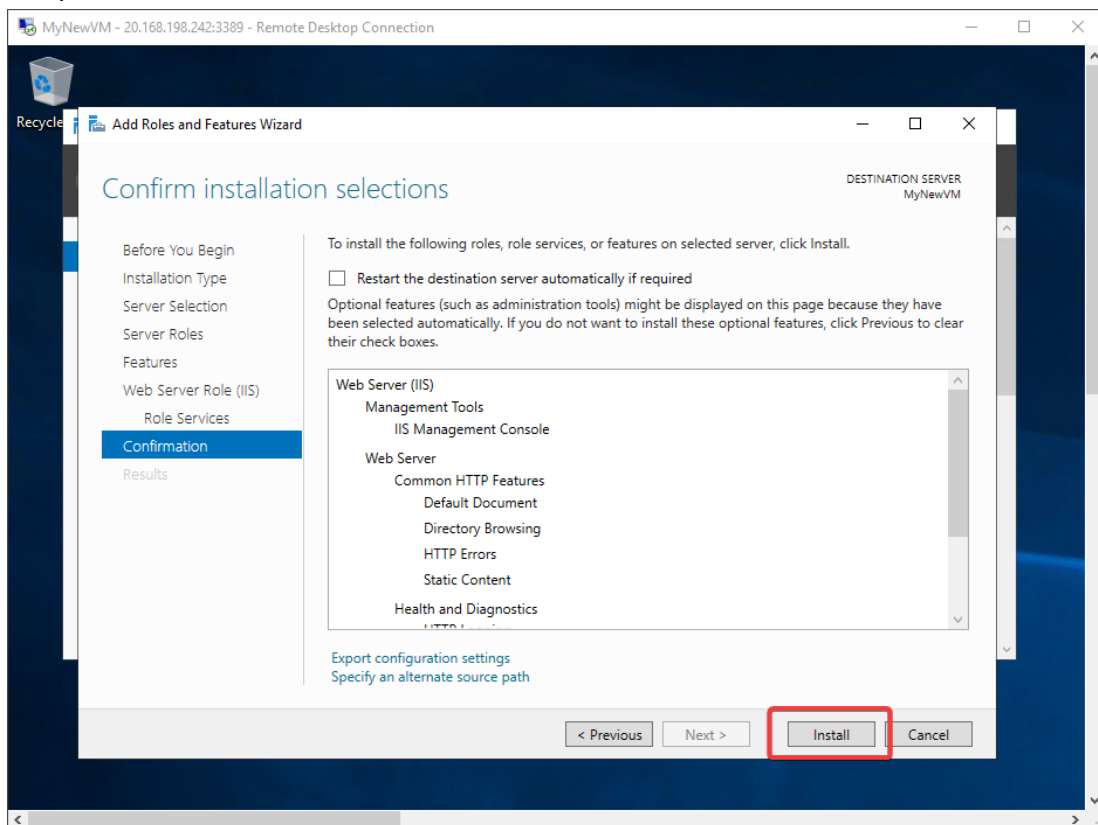 MyNewVM - 20.168.198.242:3389 - Remote Desktop Connection
Recycle
Add Roles and Features Wizard
Confirm installation selections
DESTINATION SERVER
MyNewVM
Before You Begin
Installation Type
Server Selection
Server Roles
Features
Web Server Role (IIS)
Role Services
Confirmation
Results
To install the following roles, role services, or features on selected server, click Install.
Restart the destination server automatically if required
Optional features (such as administration tools) might be displayed on this page because they have
been selected automatically. If you do not want to install these optional features, click Previous to clear
their check boxes.
Web Server (IIS)
Management Tools
IIS Management Console
Web Server
Common HTTP Features
Default Document
Directory Browsing
HTTP Errors
Static Content
Health and Diagnostics
Export configuration settings
Specify an alternate source path
< Previous
Next >
Install
Cancel